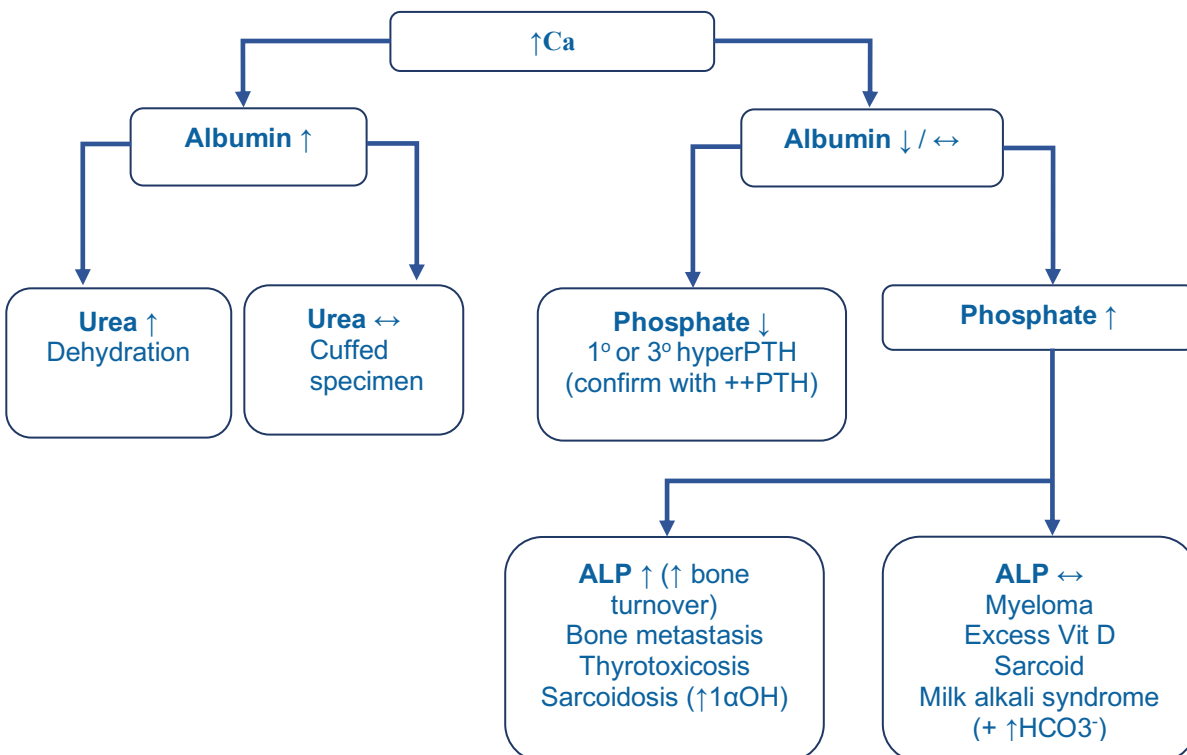 ↑Ca
Albumin ↑
Albumin ↓ / ↔
Urea ↑
Dehydration
Urea ↔
Cuffed
specimen
Phosphate ↓
1º or 3º hyperPTH
(confirm with ++PTH)
Phosphate ↑
ALP ↑ (↑ bone
turnover)
Bone metastasis
Thyrotoxicosis
Sarcoidosis (↑1αOH)
ALP ↔
Myeloma
Excess Vit D
Sarcoid
Milk alkali syndrome
(+ ↑HCO3⁻)